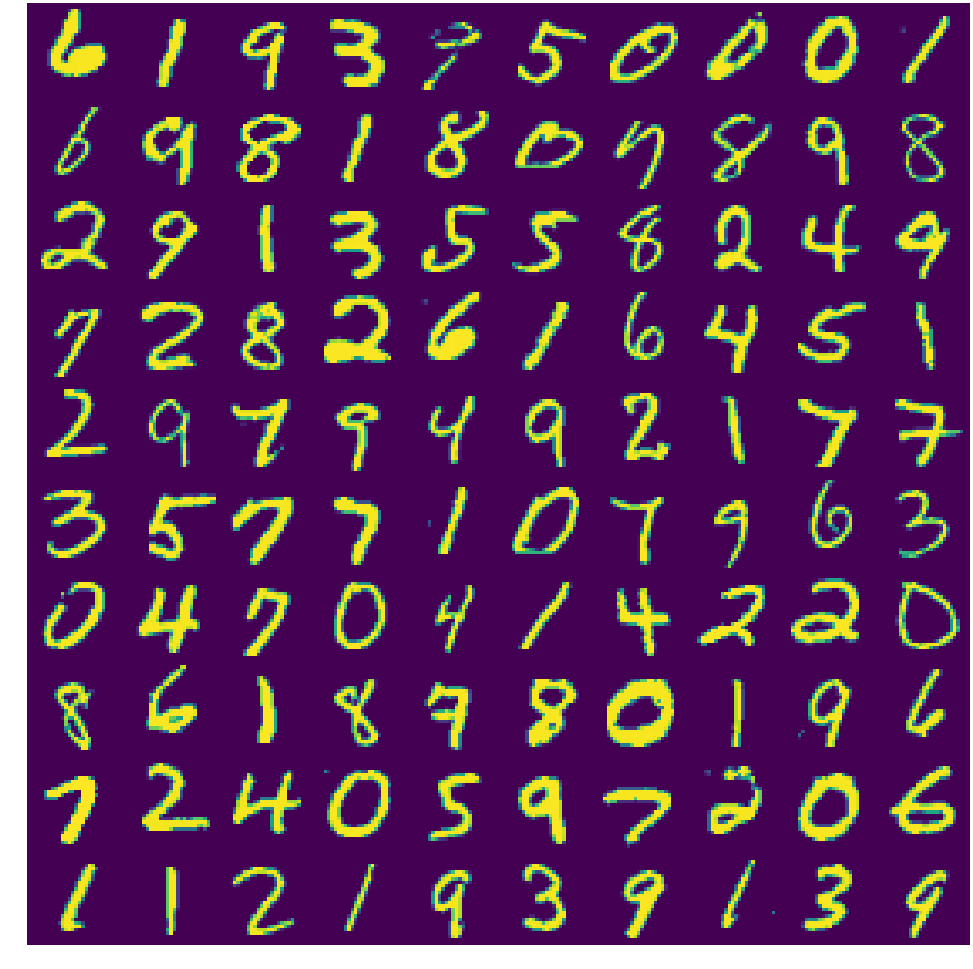 6 1 9 3 9 5 0 0 0 1
6 9 8 1 8 0 7 8 9 8
2 9 1 3 5 5 8 2 4 9
7 2 8 2 6 1 6 4 5 1
2 9 7 9 4 9 2 1 7 7
3 5 7 7 1 0 7 9 6 3
0 4 7 0 4 1 4 2 2 0
8 6 1 8 7 8 0 1 9 6
7 2 4 0 5 9 7 2 0 6
1 1 2 1 9 3 9 1 3 9